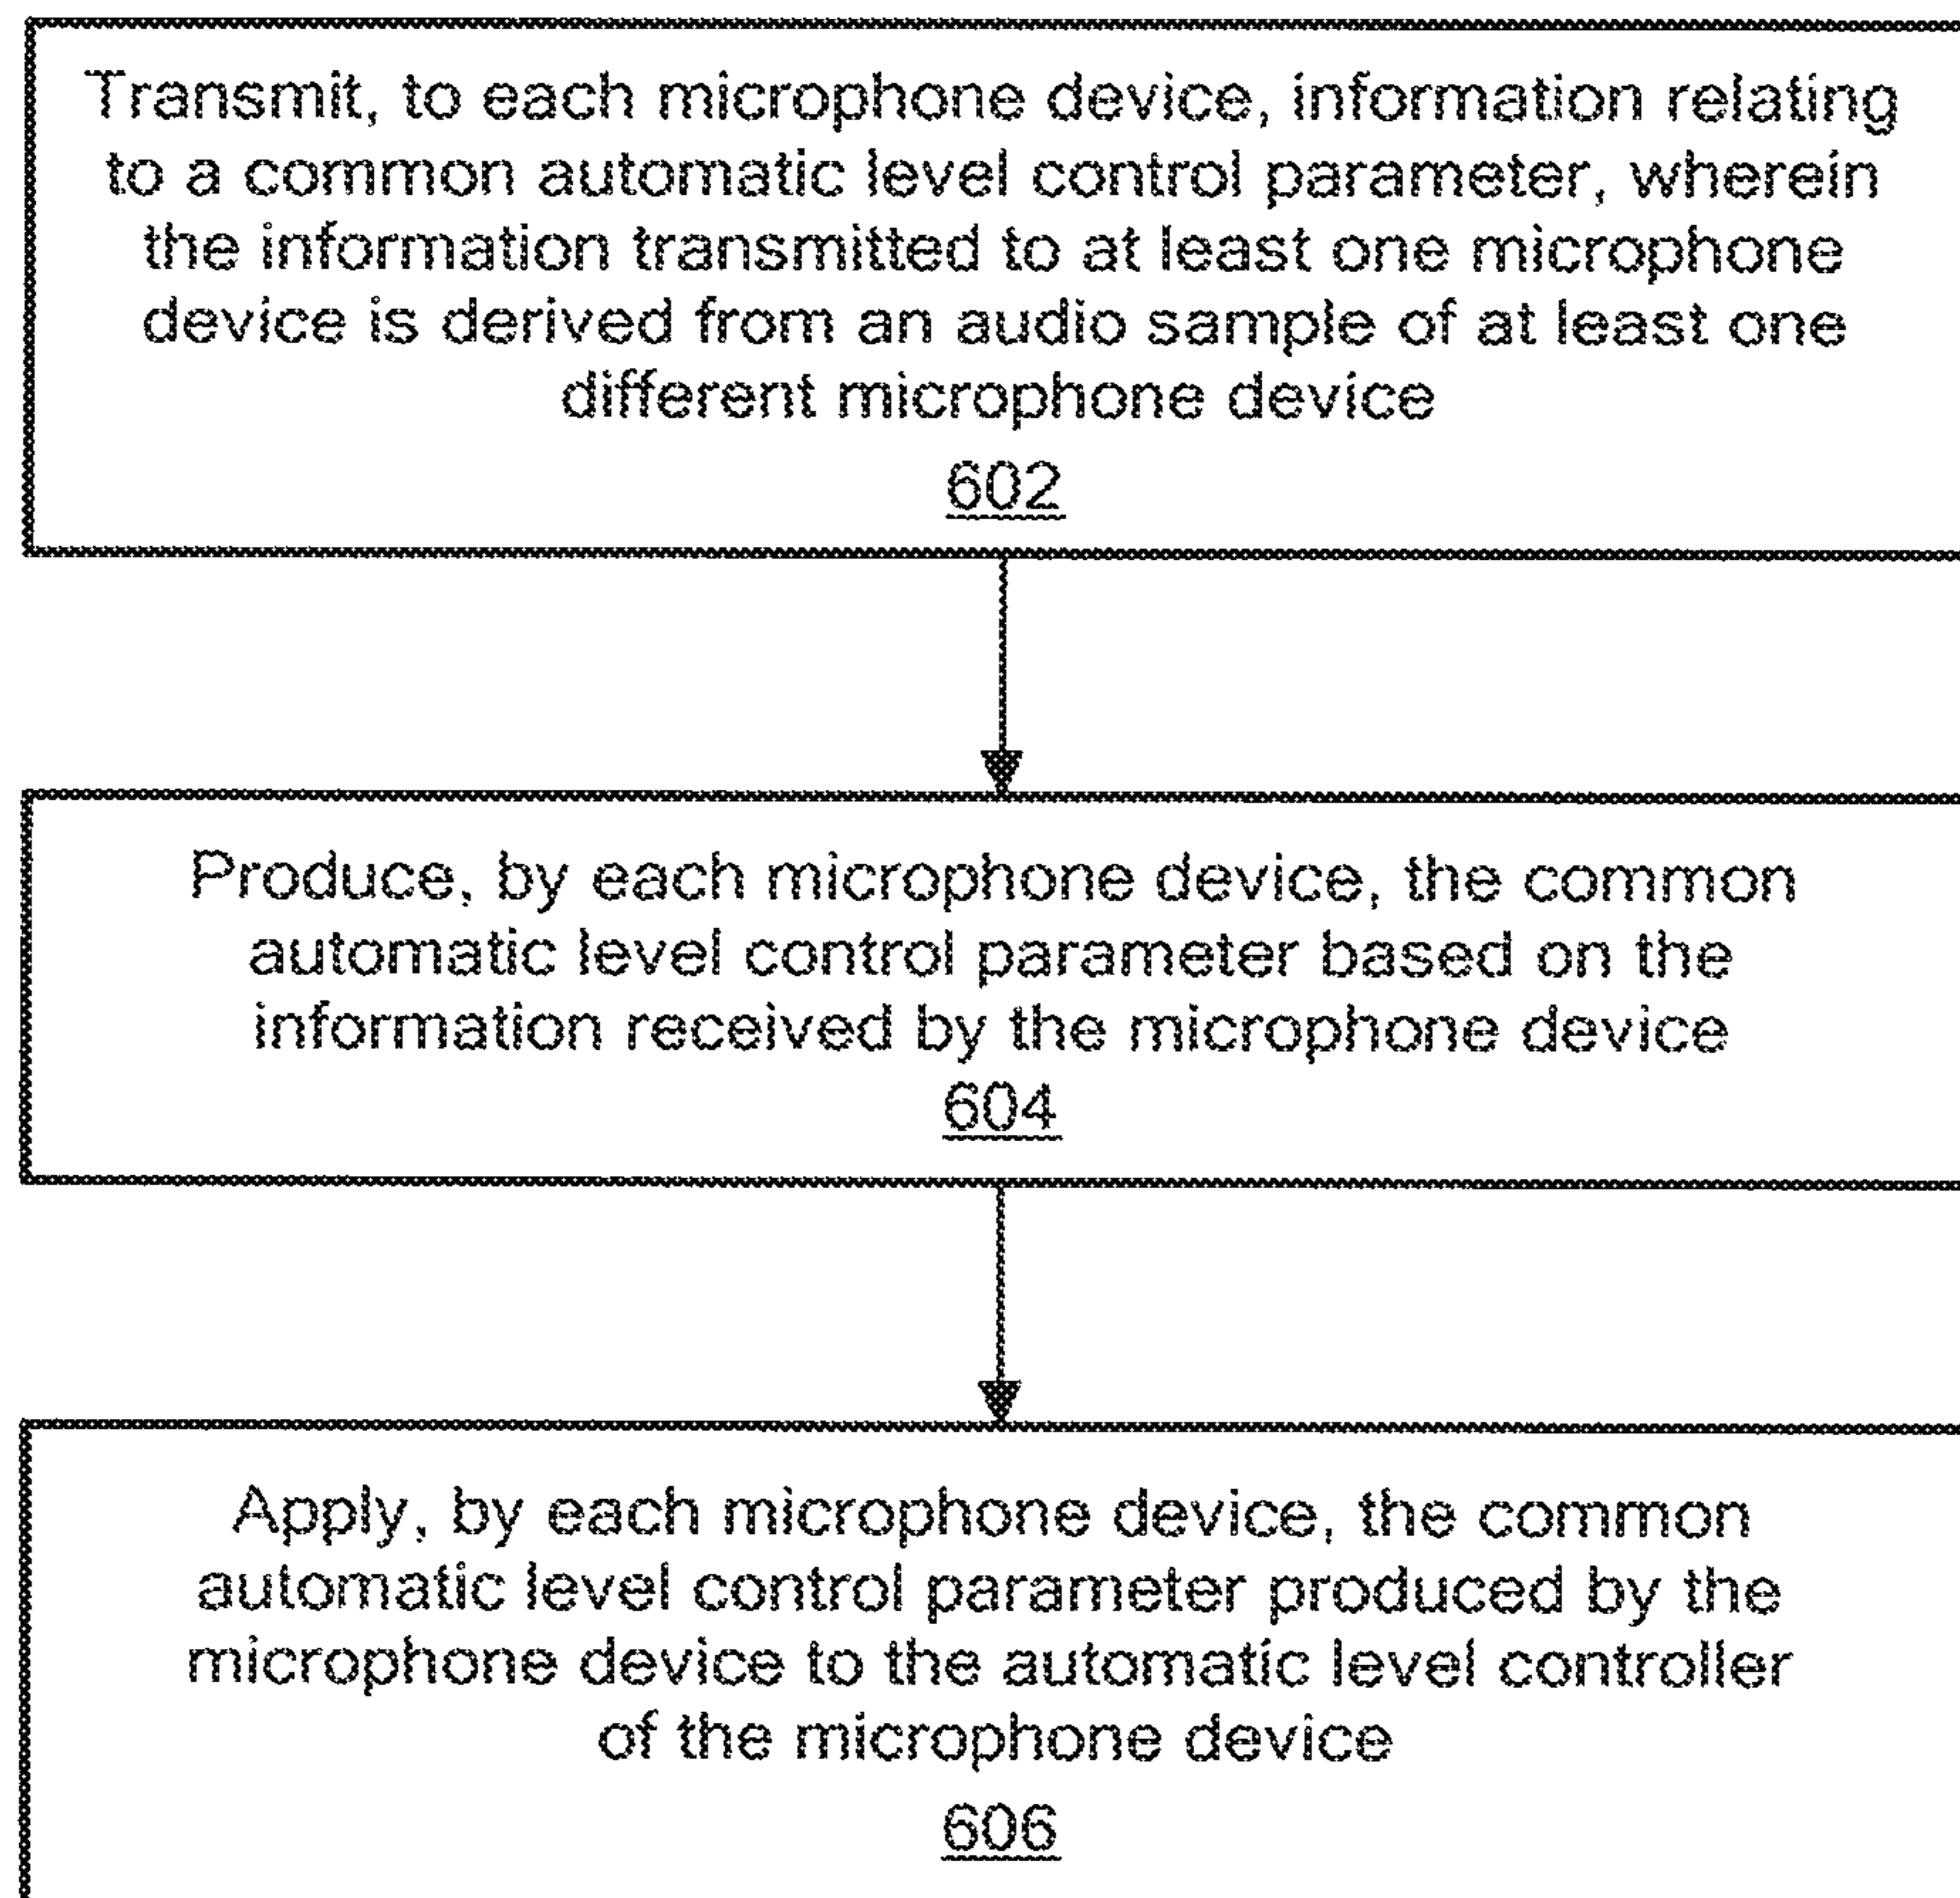 Transmit, to each microphone device, information relating
to a common automatic level control parameter, wherein
the information transmitted to at least one microphone
device is derived from an audio sample of at least one
different microphone device
602
Produce, by each microphone device, the common
automatic level control parameter based on the
information received by the microphone device
604
Apply, by each microphone device, the common
automatic level control parameter produced by the
microphone device to the automatic level controller
of the microphone device
606